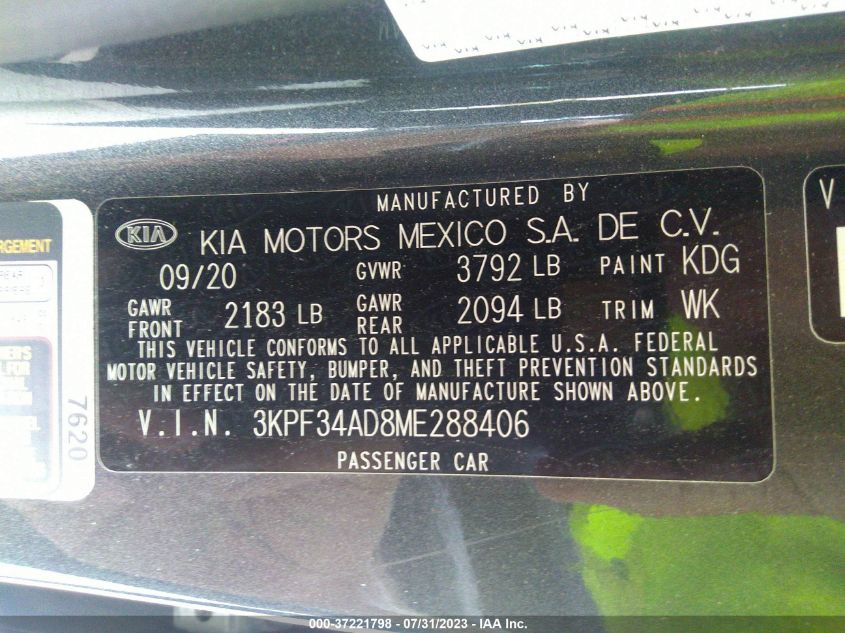 MANUFACTURED BY
KIA KIA MOTORS MEXICO S.A. DE C.V.
09/20 GVWR 3792 LB PAINT KDG
GAWR FRONT 2183 LB GAWR REAR 2094 LB TRIM WK
THIS VEHICLE CONFORMS TO ALL APPLICABLE U.S.A. FEDERAL
MOTOR VEHICLE SAFETY, BUMPER, AND THEFT PREVENTION STANDARDS
IN EFFECT ON THE DATE OF MANUFACTURE SHOWN ABOVE.
V.I.N. 3KPF34AD8ME288406
PASSENGER CAR
7620
V
000-37221798 - 07/31/2023 - IAA Inc.